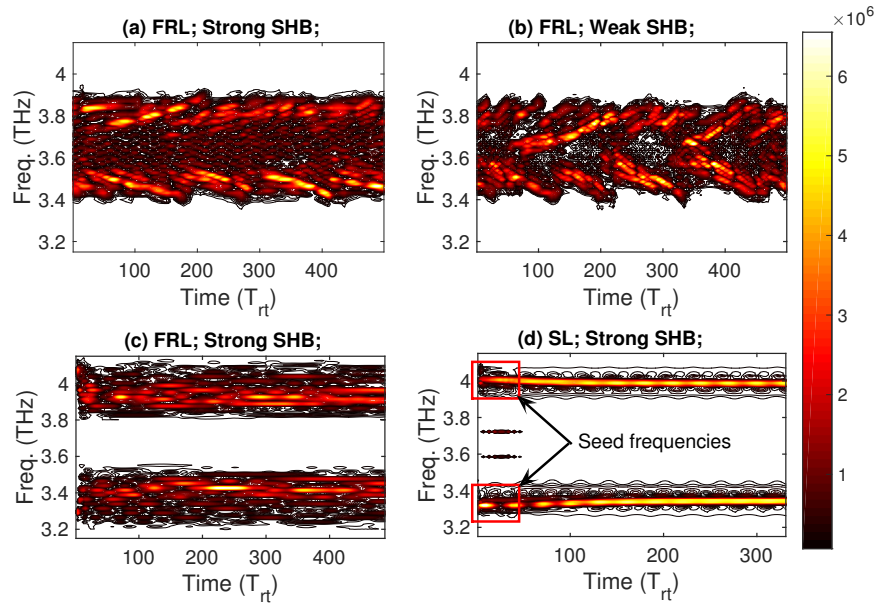 (a) FRL; Strong SHB;
(b) FRL; Weak SHB;
×10⁶
Freq. (THz)
4
3.8
3.6
3.4
3.2
100 200 300 400
Time (T_rt)
Freq. (THz)
4
3.8
3.6
3.4
3.2
100 200 300 400
Time (T_rt)
(c) FRL; Strong SHB;
(d) SL; Strong SHB;
Freq. (THz)
4
3.8
3.6
3.4
3.2
100 200 300 400
Time (T_rt)
Freq. (THz)
4
3.8
3.6
3.4
3.2
Seed frequencies
100 200 300
Time (T_rt)
6
5
4
3
2
1